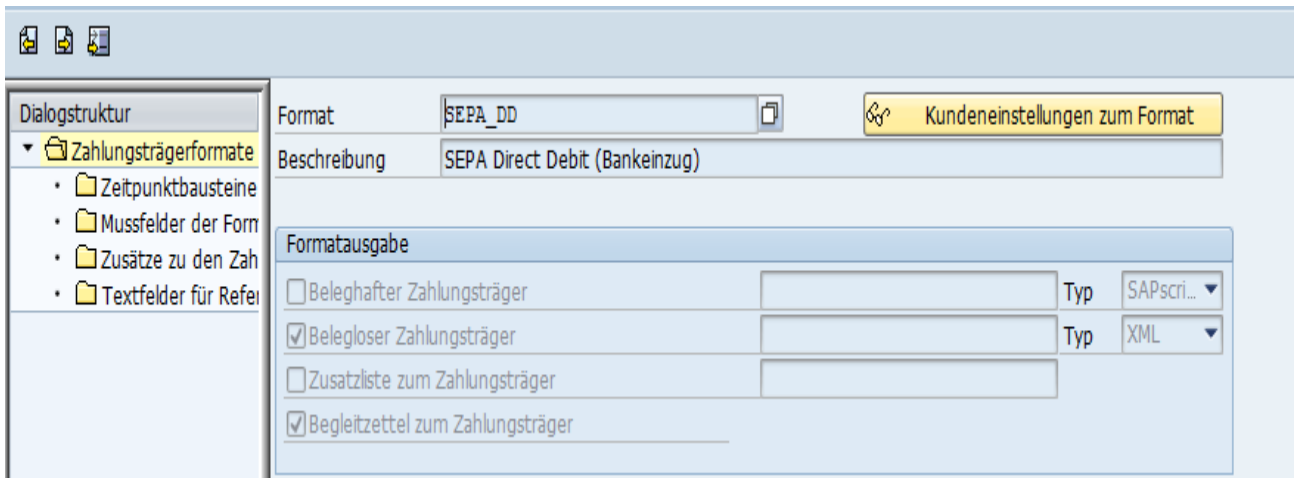 Dialogstruktur
Zahlungsträgerformate
Zeitpunktbausteine
Mussfelder der Form
Zusätze zu den Zah
Textfelder für Refer
Format SEPA_DD Kundeneinstellungen zum Format
Beschreibung SEPA Direct Debit (Bankeinzug)
Formatausgabe
Beleghafter Zahlungsträger Typ SAPscri...
Belegloser Zahlungsträger Typ XML
Zusatzliste zum Zahlungsträger
Begleitzettel zum Zahlungsträger